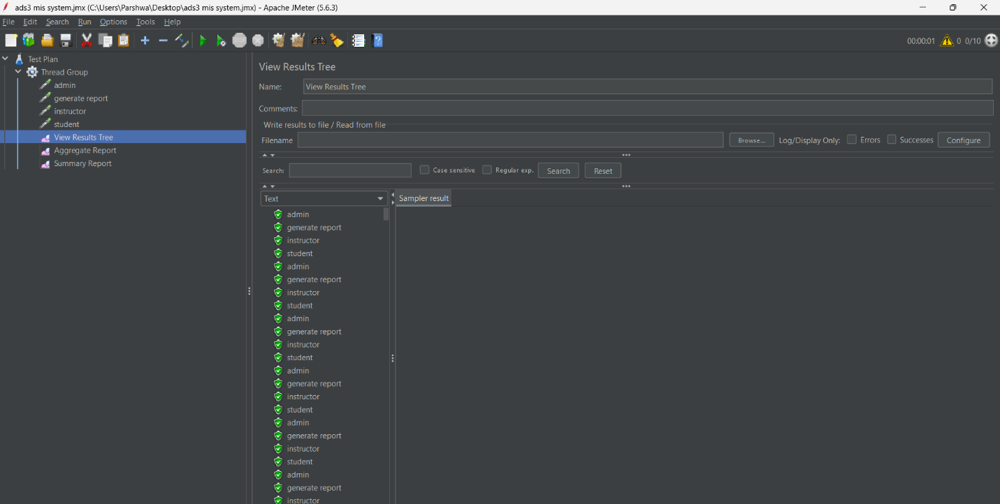 ads3 mis system.jmx (C:\Users\Parshwa\Desktop\ads3 mis system.jmx) - Apache JMeter (5.6.3)
File Edit Search Run Options Tools Help
00:00:01 0 0/10
Test Plan
Thread Group
admin
generate report
instructor
student
View Results Tree
Aggregate Report
Summary Report
View Results Tree
Name: View Results Tree
Comments:
Write results to file / Read from file
Filename Browse... Log/Display Only: Errors Successes Configure
Search: Case sensitive Regular exp. Search Reset
Text
Sampler result
admin
generate report
instructor
student
admin
generate report
instructor
student
admin
generate report
instructor
student
admin
generate report
instructor
student
admin
generate report
instructor
student
admin
generate report
instructor